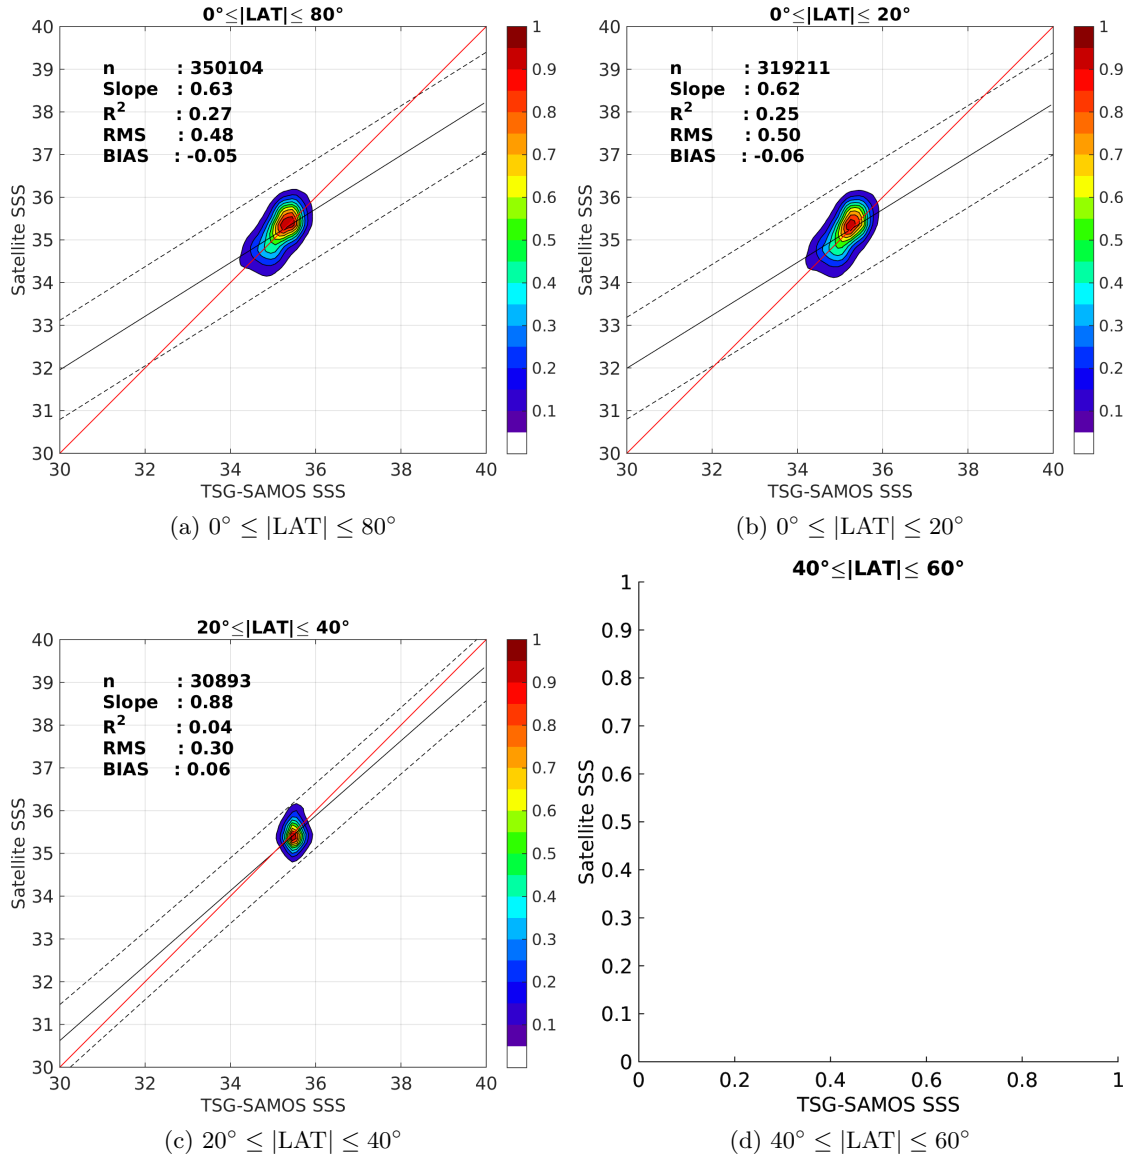 0°≤|LAT|≤ 80°
n : 350104
Slope : 0.63
R² : 0.27
RMS : 0.48
BIAS : -0.05
Satellite SSS
40
39
38
37
36
35
34
33
32
31
30
30 32 34 36 38 40
TSG-SAMOS SSS
1
0.9
0.8
0.7
0.6
0.5
0.4
0.3
0.2
0.1
(a) 0° ≤ |LAT| ≤ 80°
0°≤|LAT|≤ 20°
n : 319211
Slope : 0.62
R² : 0.25
RMS : 0.50
BIAS : -0.06
Satellite SSS
40
39
38
37
36
35
34
33
32
31
30
30 32 34 36 38 40
TSG-SAMOS SSS
1
0.9
0.8
0.7
0.6
0.5
0.4
0.3
0.2
0.1
(b) 0° ≤ |LAT| ≤ 20°
20°≤|LAT|≤ 40°
n : 30893
Slope : 0.88
R² : 0.04
RMS : 0.30
BIAS : 0.06
Satellite SSS
40
39
38
37
36
35
34
33
32
31
30
30 32 34 36 38 40
TSG-SAMOS SSS
1
0.9
0.8
0.7
0.6
0.5
0.4
0.3
0.2
0.1
(c) 20° ≤ |LAT| ≤ 40°
40°≤|LAT|≤ 60°
Satellite SSS
1
0.9
0.8
0.7
0.6
0.5
0.4
0.3
0.2
0.1
0
0 0.2 0.4 0.6 0.8 1
TSG-SAMOS SSS
(d) 40° ≤ |LAT| ≤ 60°